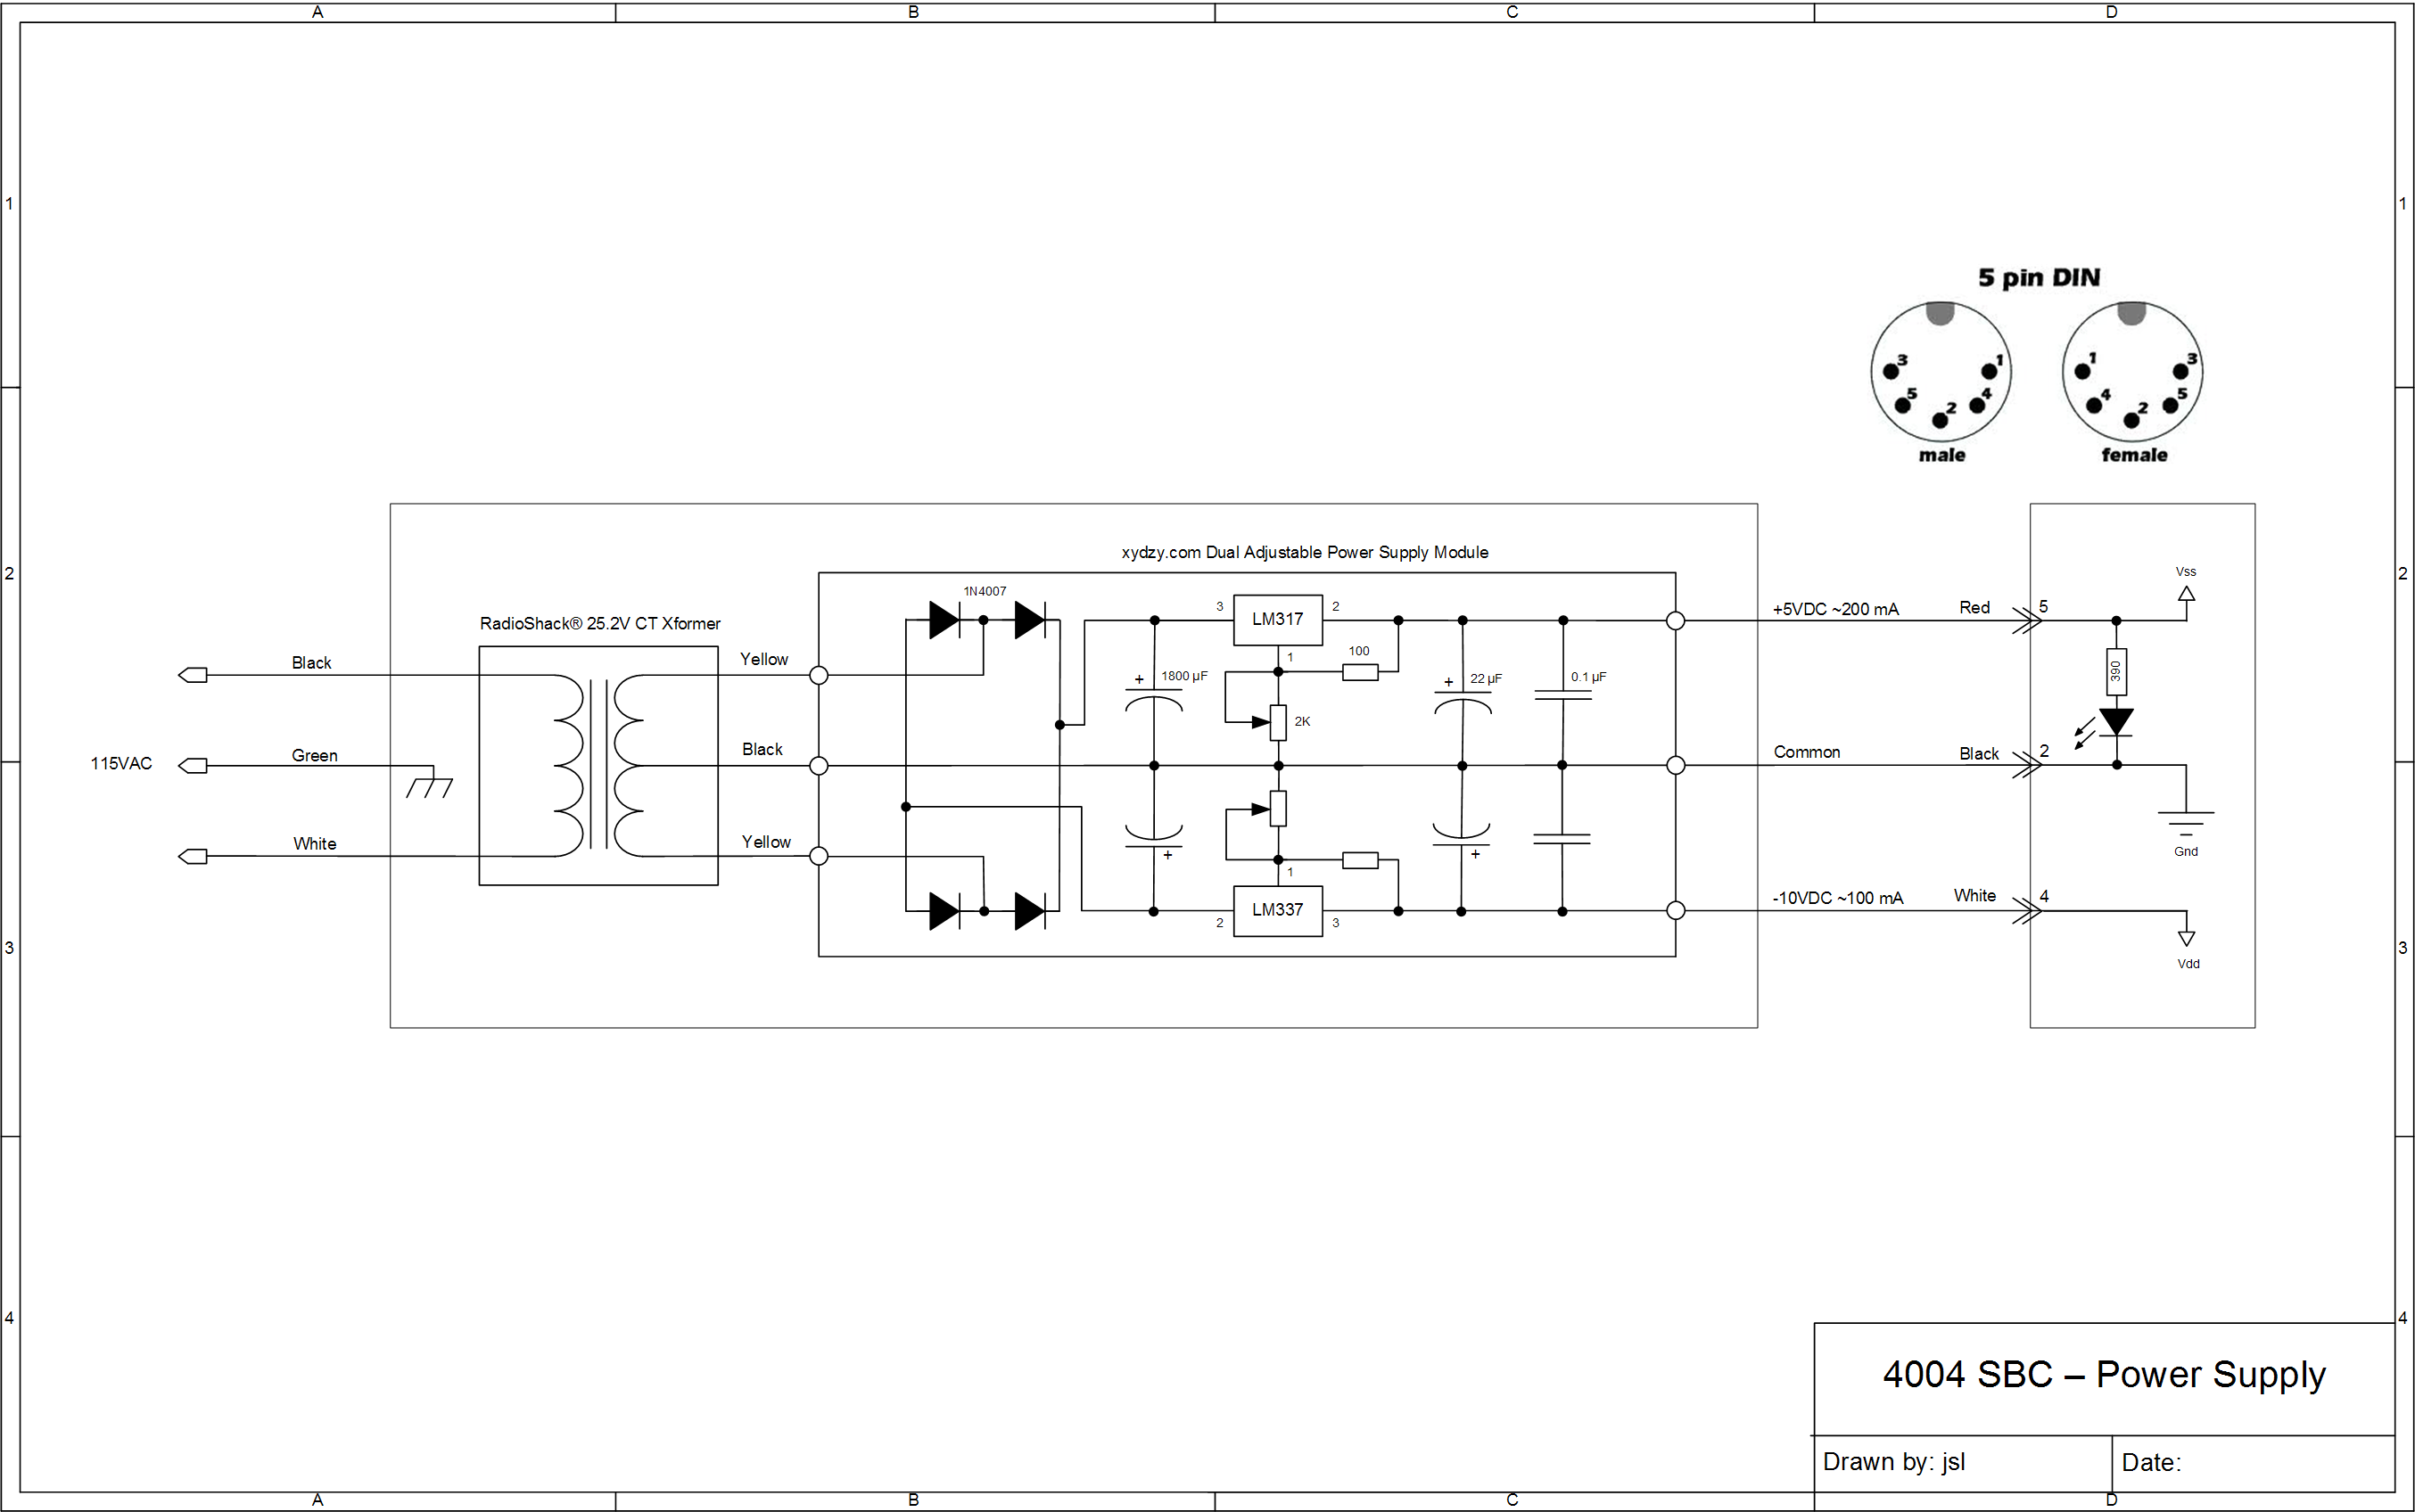 A B C D
1 1
5 pin DIN
3 1 1 3
5 4 4 5
2 2
male female
2 2
xydzy.com Dual Adjustable Power Supply Module
RadioShack® 25.2V CT Xformer
1N4007
3 LM317 2
1
100
+ 1800 µF
+ 22 µF
0.1 µF
2K
+5VDC ~200 mA Red 5
Vss
390
Black
Yellow
115VAC
Green
Black
Common Black 2
White
Yellow
+
+
1
2 LM337 3
Gnd
-10VDC ~100 mA White 4
Vdd
3 3
4 4
4004 SBC – Power Supply
Drawn by: jsl Date:
A B C D